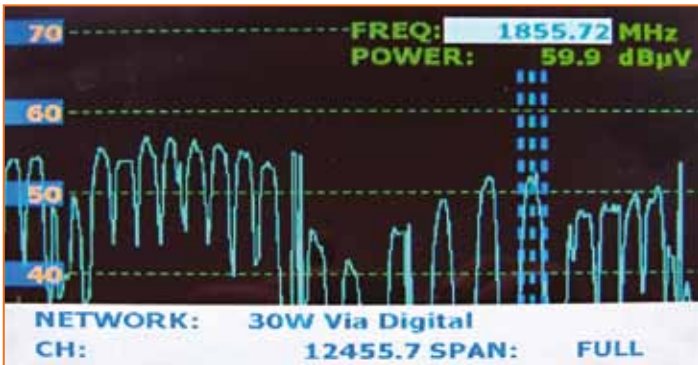 70
FREQ: 1855.72 MHz
POWER: 59.9 dBµV
60
50
40
NETWORK: 30W Via Digital
CH: 12455.7 SPAN: FULL